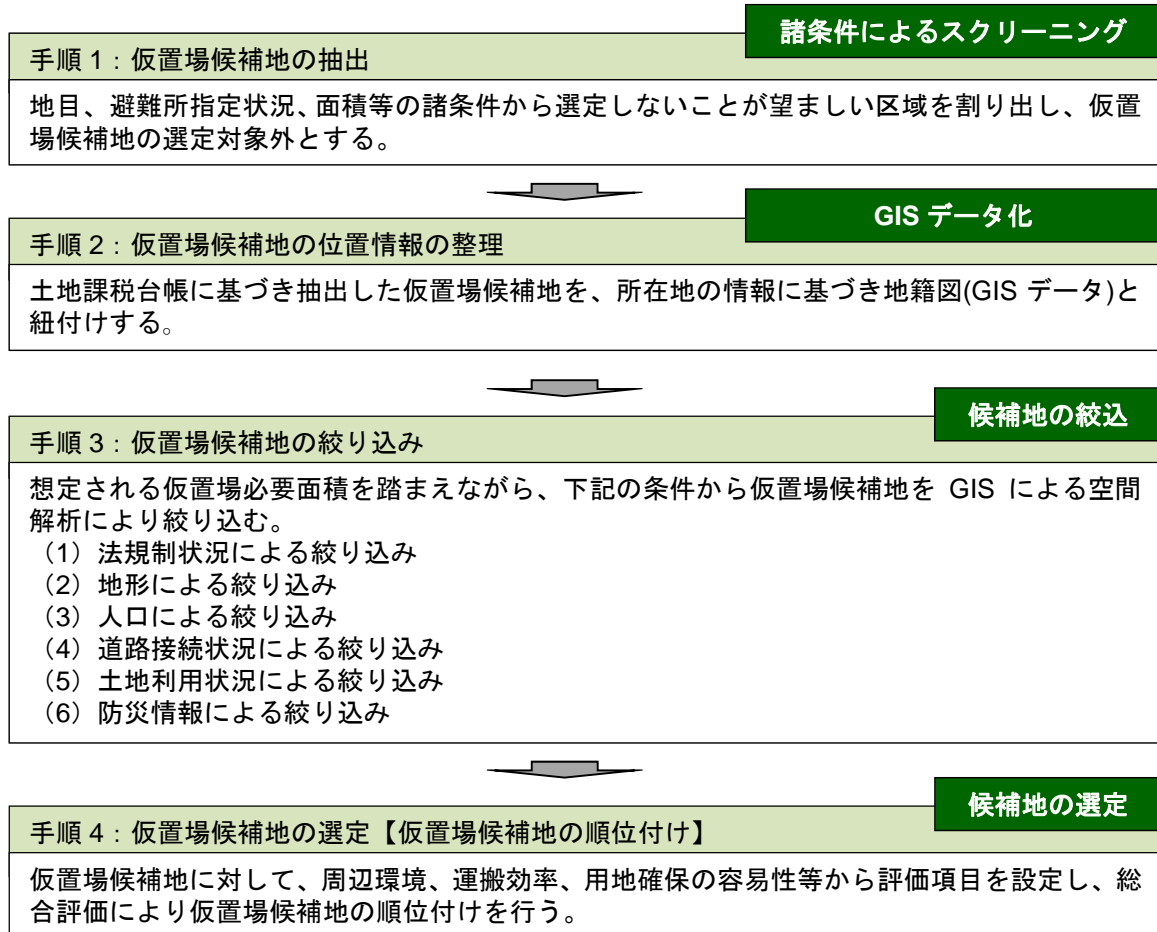 諸条件によるスクリーニング
手順1：仮置場候補地の抽出
地目、避難所指定状況、面積等の諸条件から選定しないことが望ましい区域を割り出し、仮置
場候補地の選定対象外とする。
GIS データ化
手順2：仮置場候補地の位置情報の整理
土地課税台帳に基づき抽出した仮置場候補地を、所在地の情報に基づき地籍図(GIS データ)と
紐付けする。
候補地の絞込
手順3：仮置場候補地の絞り込み
想定される仮置場必要面積を踏まえながら、下記の条件から仮置場候補地を GIS による空間
解析により絞り込む。
（1）法規制状況による絞り込み
（2）地形による絞り込み
（3）人口による絞り込み
（4）道路接続状況による絞り込み
（5）土地利用状況による絞り込み
（6）防災情報による絞り込み
候補地の選定
手順4：仮置場候補地の選定【仮置場候補地の順位付け】
仮置場候補地に対して、周辺環境、運搬効率、用地確保の容易性等から評価項目を設定し、総
合評価により仮置場候補地の順位付けを行う。